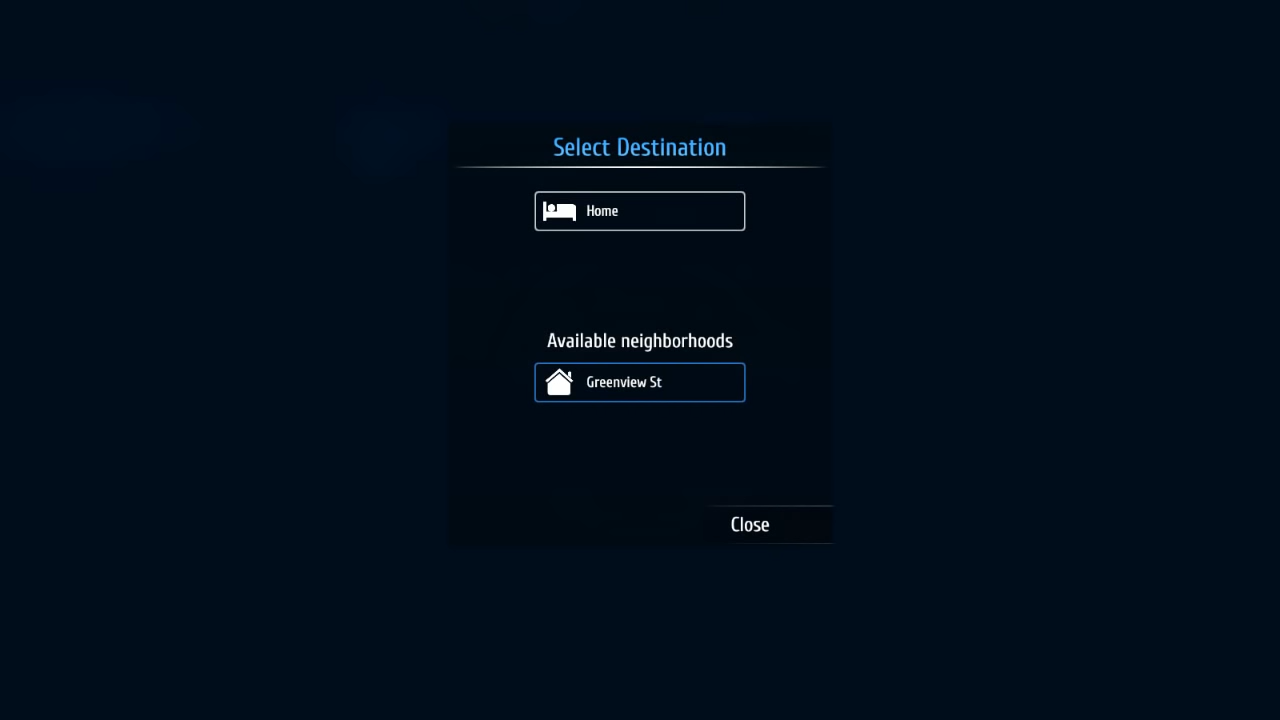 Select Destination
Home
Available neighborhoods
Greenview St
Close